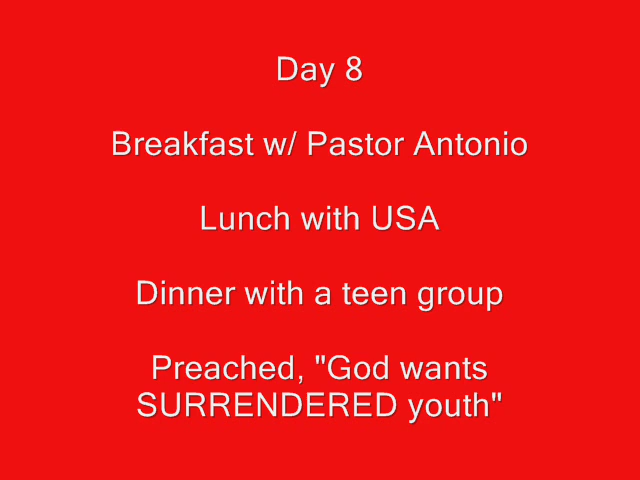 Day 8
Breakfast w/ Pastor Antonio
Lunch with USA
Dinner with a teen group
Preached, "God wants
SURRENDERED youth"